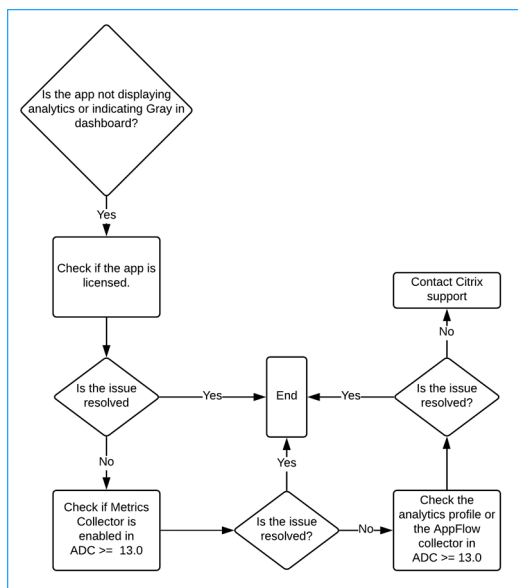 Is the app not displaying
analytics or indicating Gray in
dashboard?
Yes
Check if the app is
licensed.
Is the issue
resolved
Yes
End
Yes
Is the issue
resolved?
No
Contact Citrix
support
No
Check if Metrics
Collector is
enabled in
ADC >= 13.0
Is the issue
resolved?
Yes
No
Check the
analytics profile or
the AppFlow
collector in
ADC >= 13.0